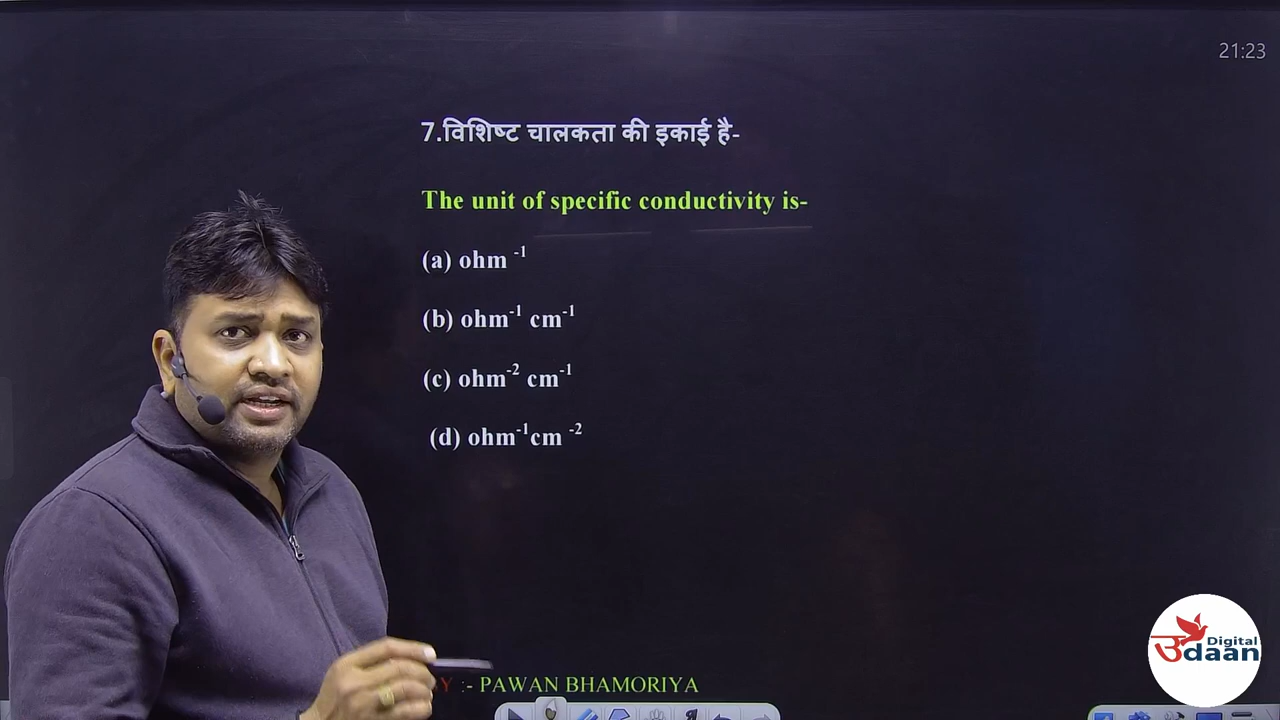 21:23
7.विशिष्ट चालकता की इकाई है-
The unit of specific conductivity is-
(a) ohm ⁻¹
(b) ohm⁻¹ cm⁻¹
(c) ohm⁻² cm⁻¹
(d) ohm⁻¹cm ⁻²
Y :- PAWAN BHAMORIYA
Digital
उdaan